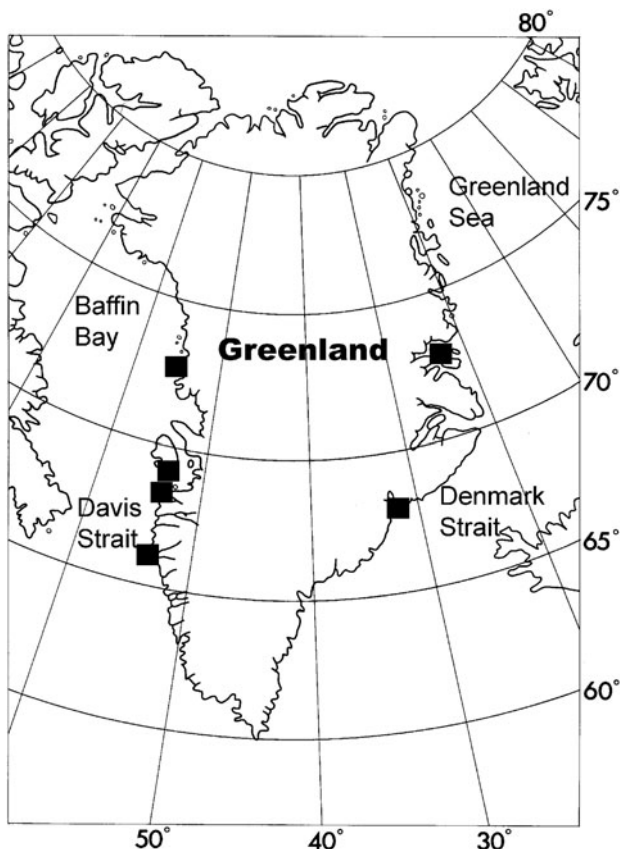 80°
Greenland
Sea
75°
Baffin
Bay
Greenland
70°
Davis
Strait
Denmark
Strait
65°
60°
50°
40°
30°